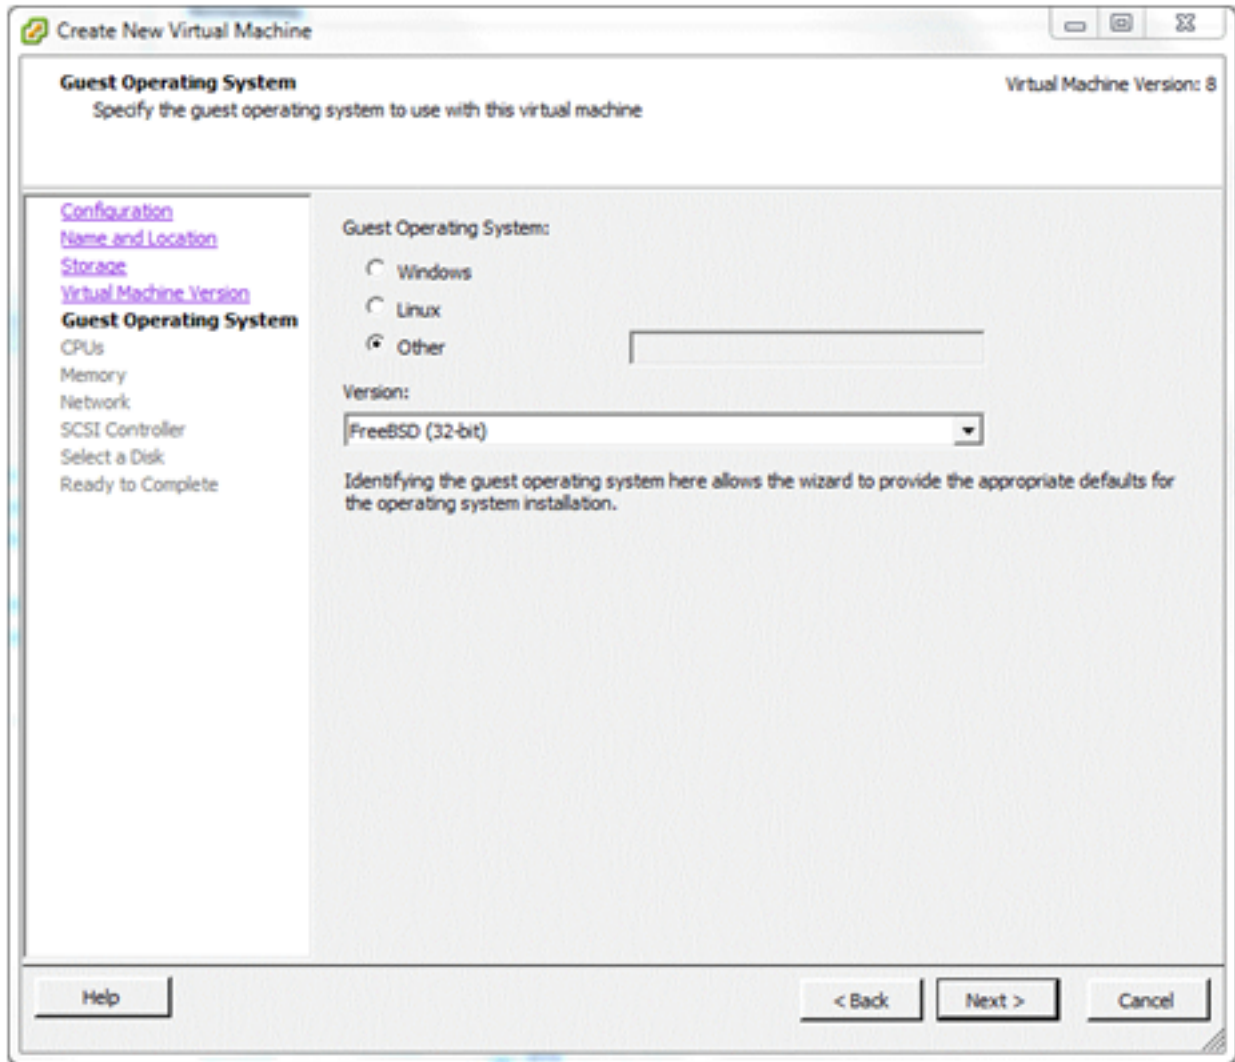 Create New Virtual Machine
Guest Operating System
Virtual Machine Version: 8
Specify the guest operating system to use with this virtual machine
Configuration
Name and Location
Storage
Virtual Machine Version
Guest Operating System
CPUs
Memory
Network
SCSI Controller
Select a Disk
Ready to Complete
Guest Operating System:
Windows
Linux
Other
Version:
FreeBSD (32-bit)
Identifying the guest operating system here allows the wizard to provide the appropriate defaults for
the operating system installation.
Help
< Back
Next >
Cancel